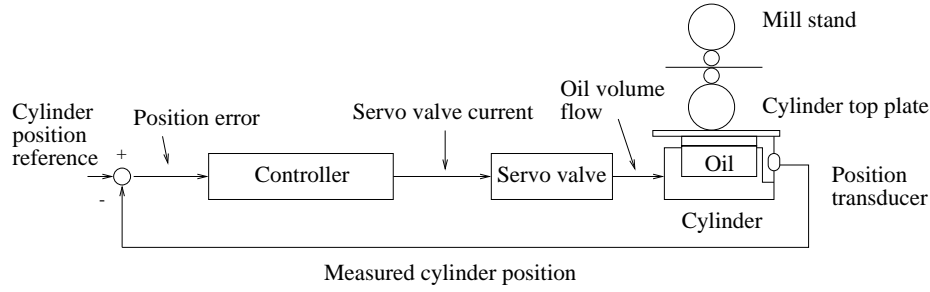 Mill stand
Cylinder
position
reference
Position error
Servo valve current
Oil volume
flow
Cylinder top plate
+
-
Controller
Servo valve
Oil
Position
transducer
Cylinder
Measured cylinder position